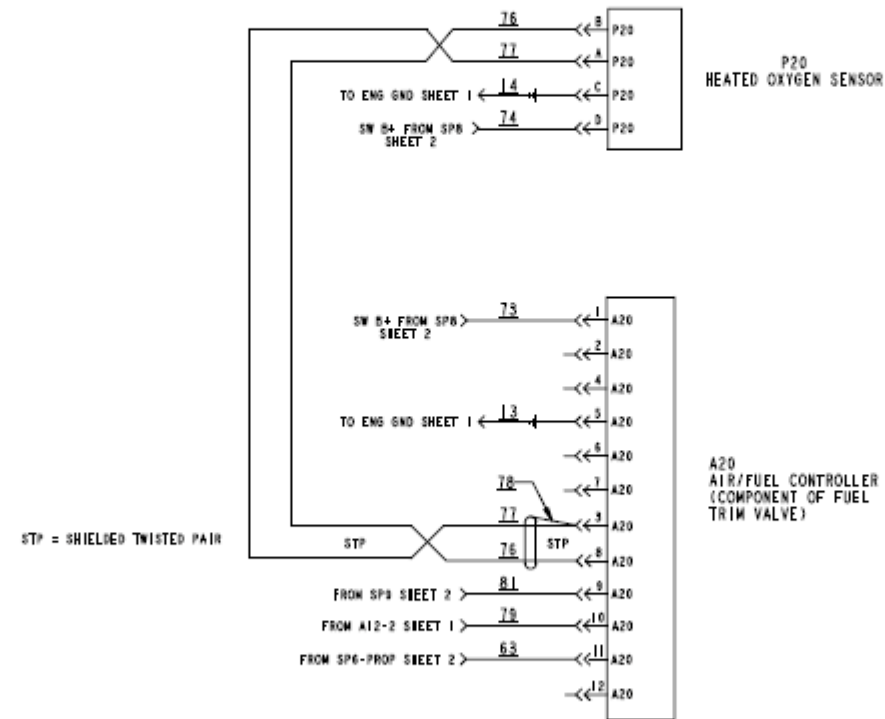 76 B P20
77 A P20
P20
HEATED OXYGEN SENSOR
TO ENG GND SHEET 1 14 C P20
SW B+ FROM SP8 74 D P20
SHEET 2
SW B+ FROM SP8 73 1 A20
SHEET 2
2 A20
4 A20
TO ENG GND SHEET 1 13 5 A20
6 A20
7 A20
A20
AIR/FUEL CONTROLLER
(COMPONENT OF FUEL
TRIM VALVE)
78
77 3 A20
STP = SHIELDED TWISTED PAIR
STP 76 STP 8 A20
FROM SP9 SHEET 2 81 9 A20
FROM A12-2 SHEET 1 79 10 A20
FROM SP6-PROP SHEET 2 63 11 A20
12 A20